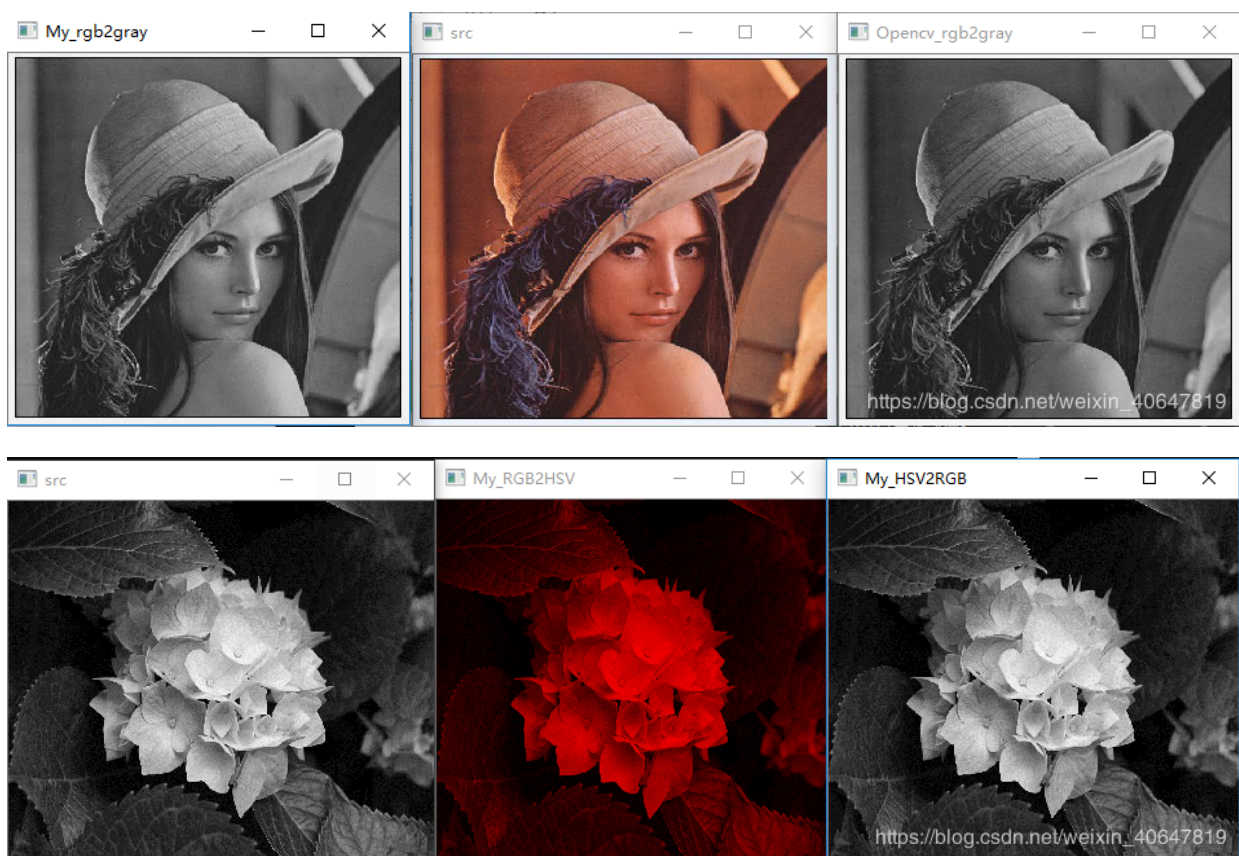 My_rgb2gray
src
Opencv_rgb2gray
https://blog.csdn.net/weixin_40647819
src
My_RGB2HSV
My_HSV2RGB
https://blog.csdn.net/weixin_40647819